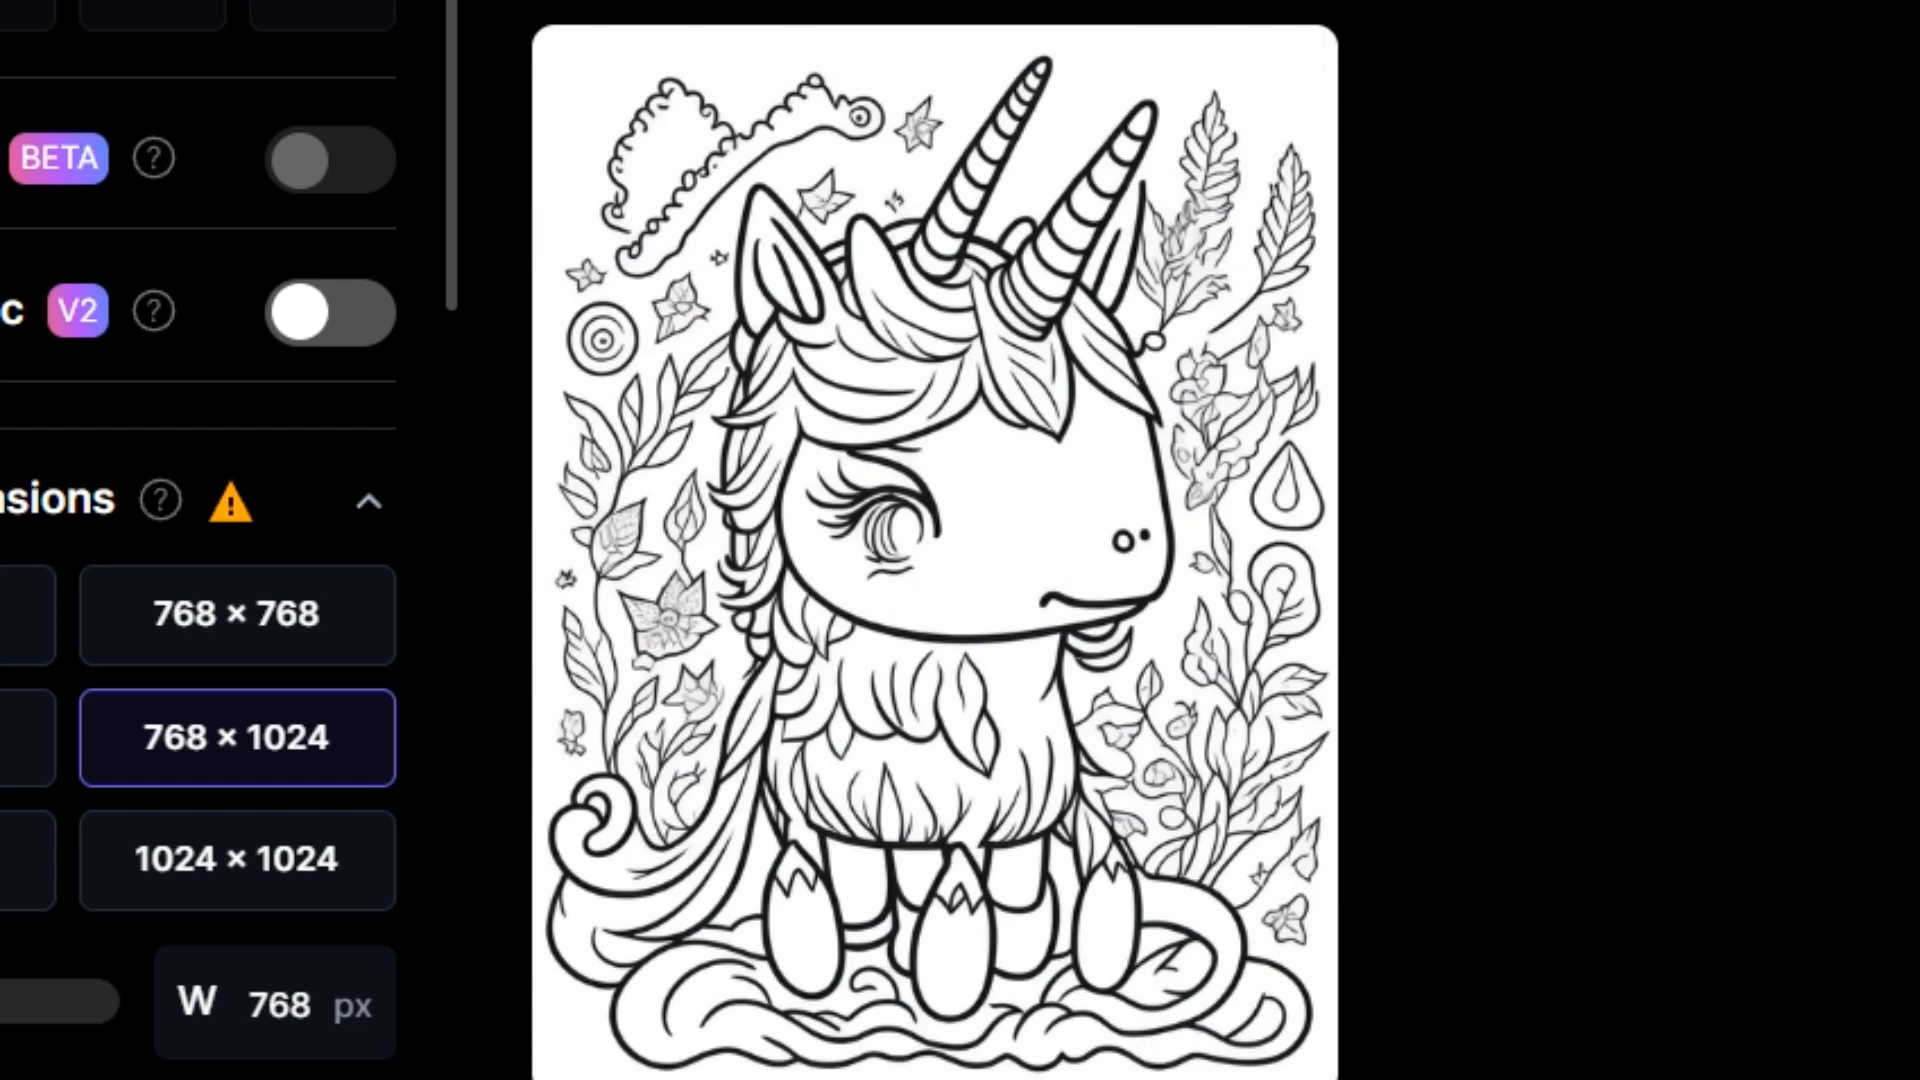 BETA ?
c V2 ?
nsions ?
768 × 768
768 × 1024
1024 × 1024
W 768 px